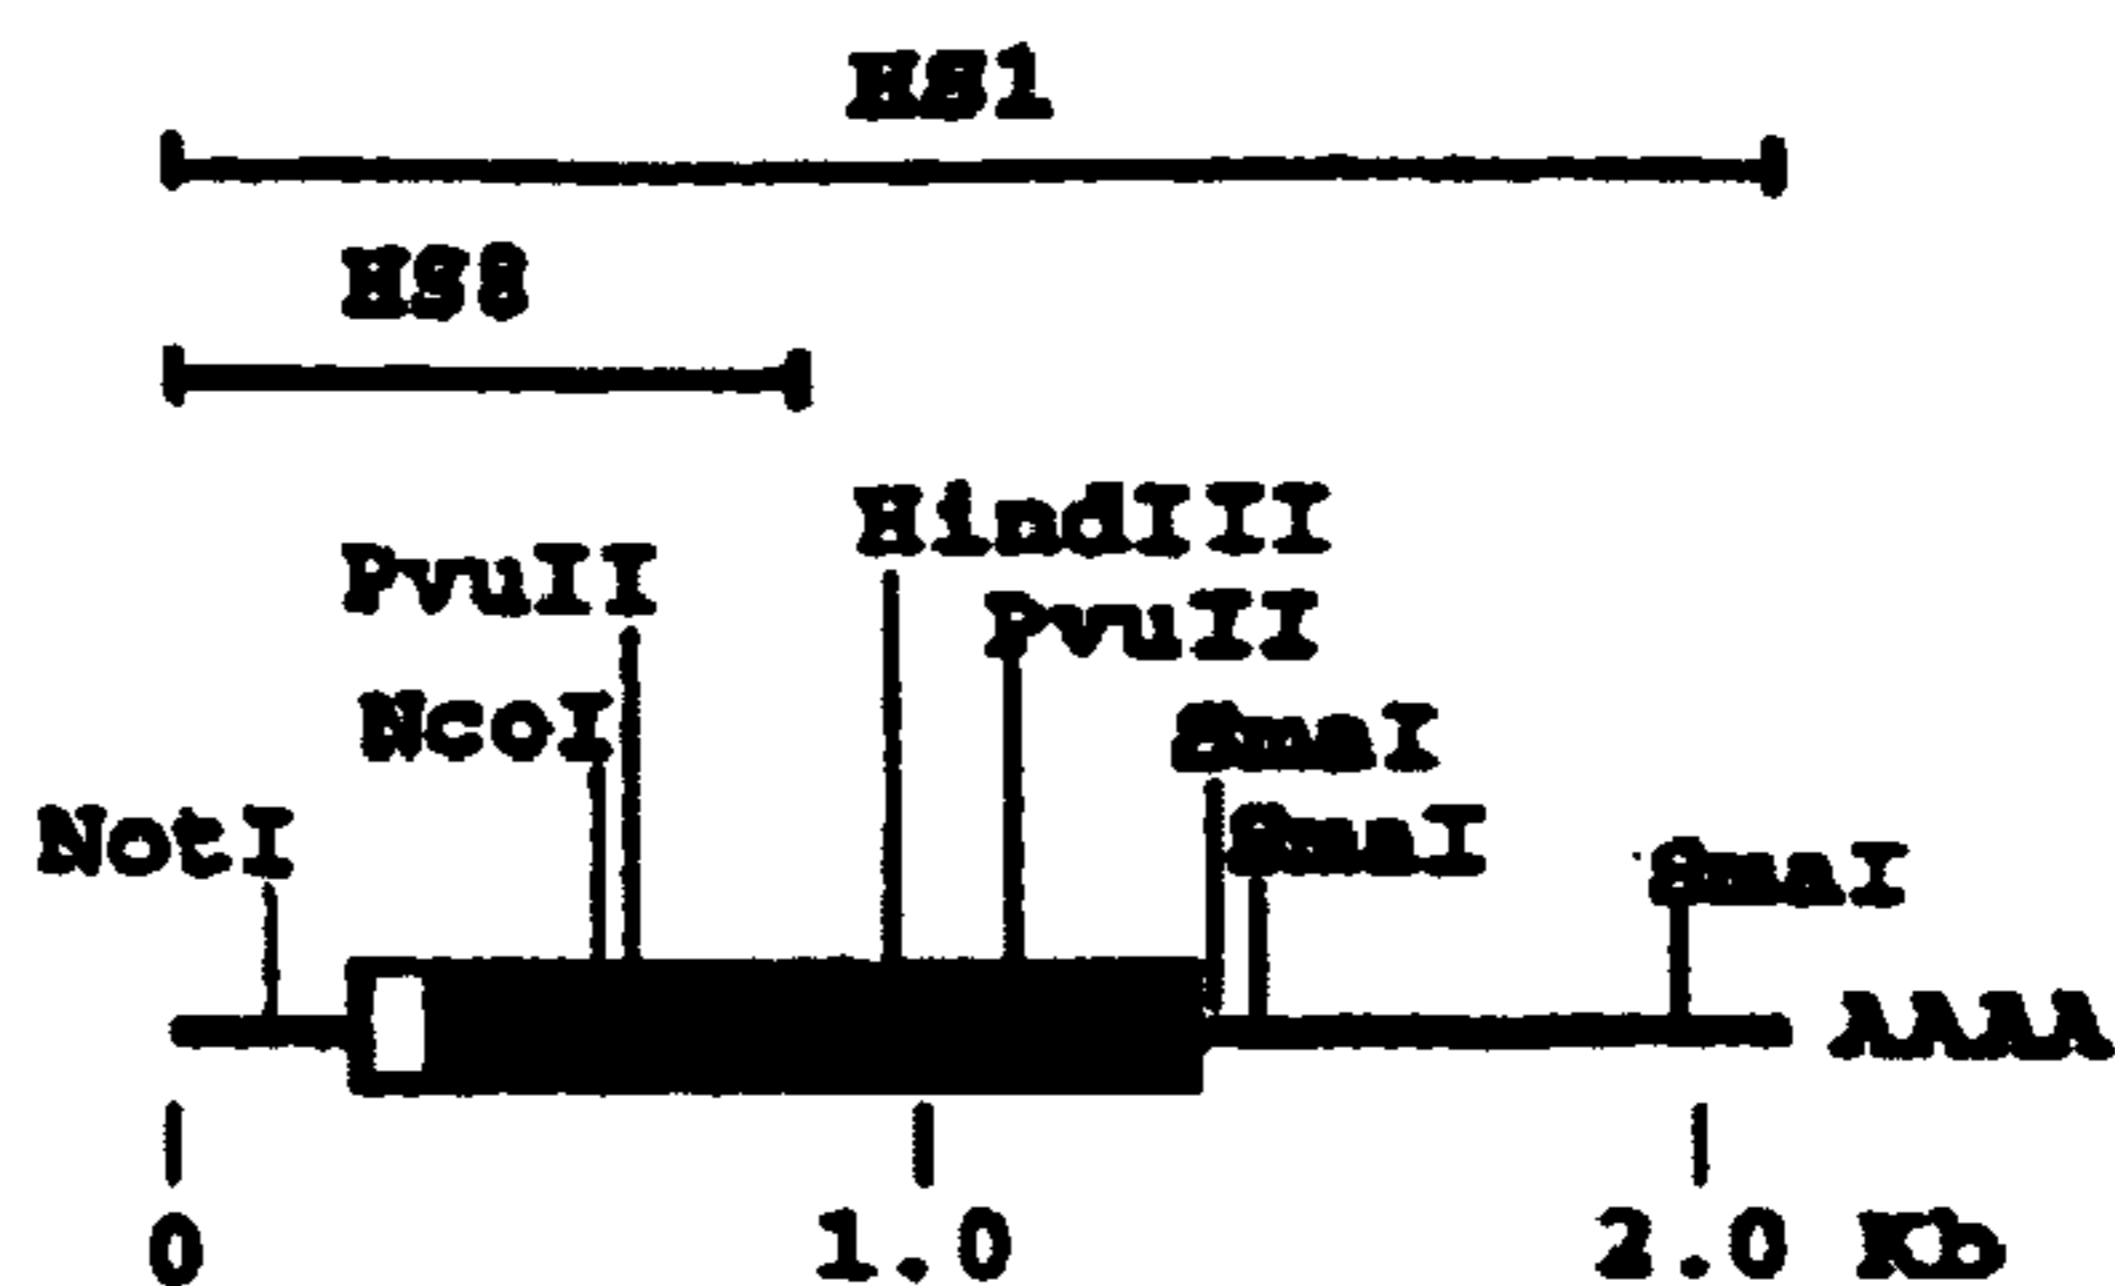 HS1
HS8
HindIII
PvuII
PvuII
NcoI
SmaI
NotI
SmaI
SmaI
AAAA
0 1.0 2.0 Kb